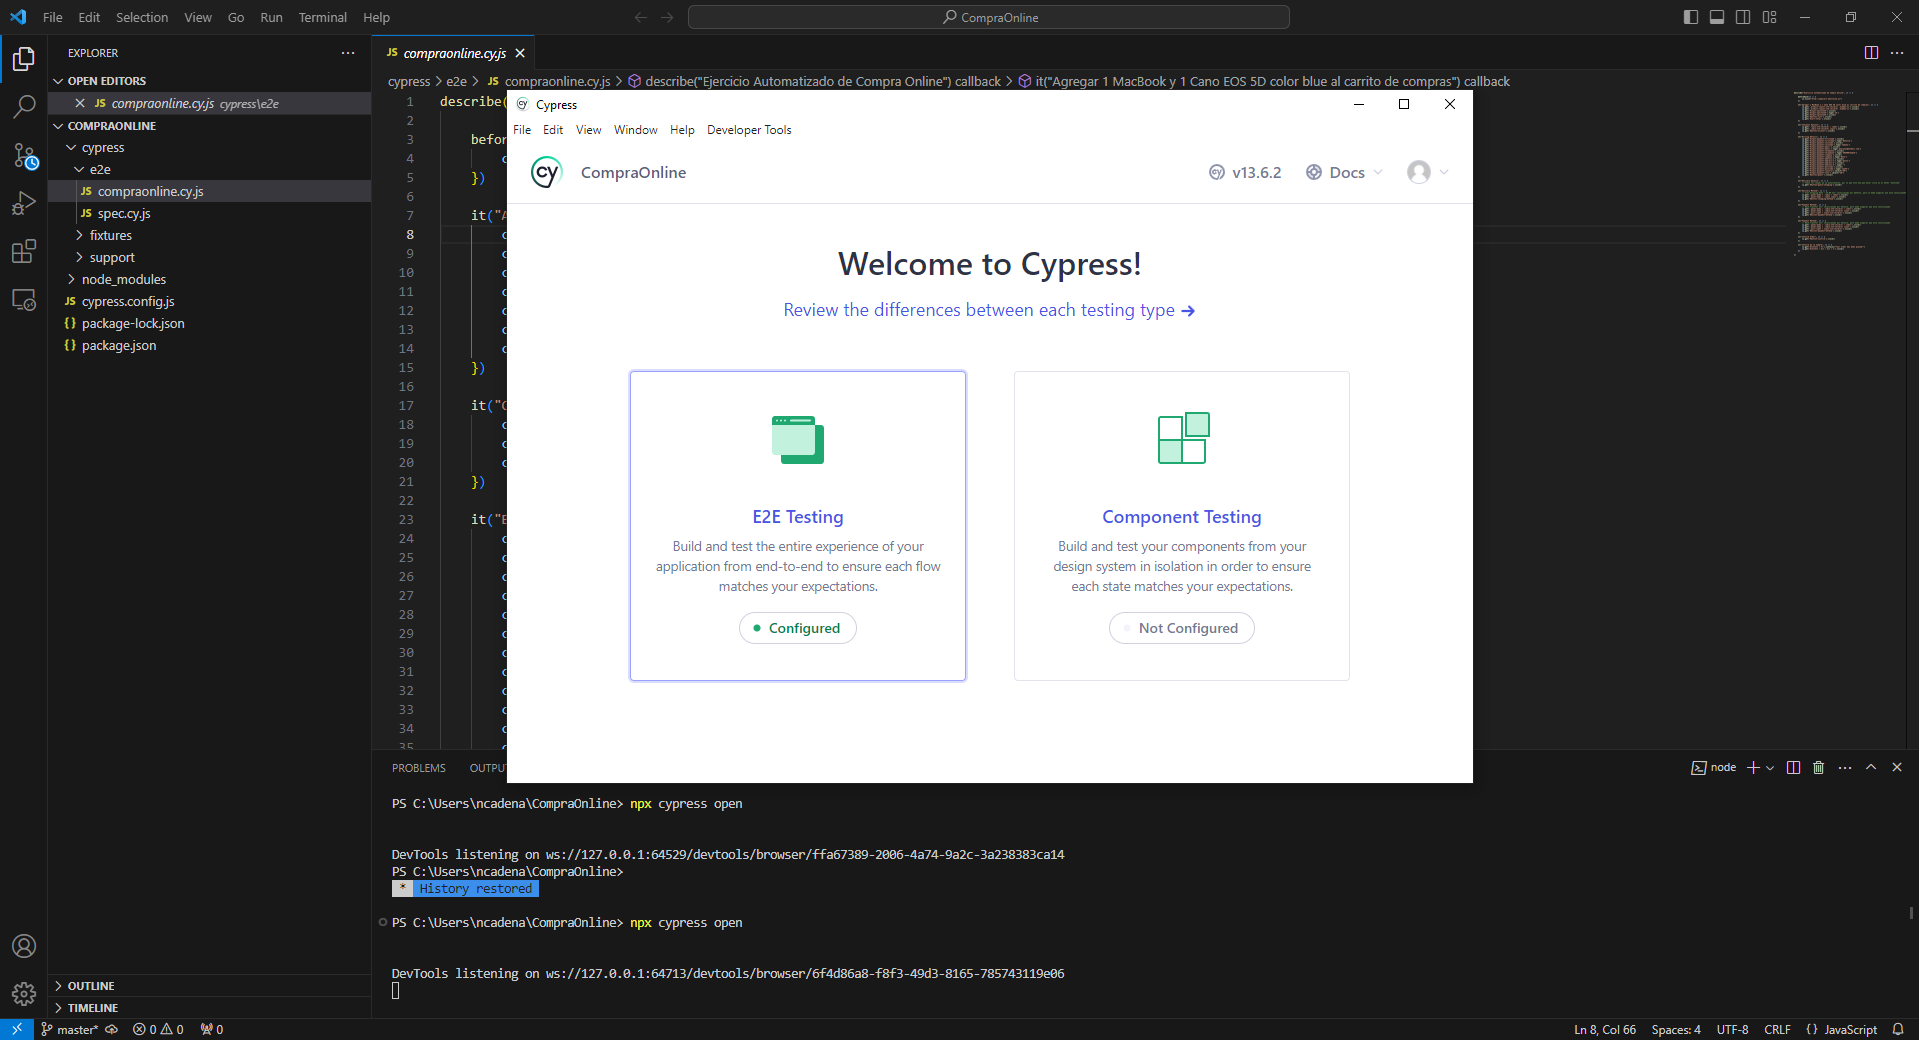 File Edit Selection View Go Run Terminal Help
CompraOnline
EXPLORER
OPEN EDITORS
JS compraonline.cy.js cypress\e2e
COMPRAONLINE
cypress
e2e
JS compraonline.cy.js
JS spec.cy.js
fixtures
support
node_modules
JS cypress.config.js
{} package-lock.json
{} package.json
OUTLINE
TIMELINE
JS compraonline.cy.js
cypress > e2e > JS compraonline.cy.js > describe("Ejercicio Automatizado de Compra Online") callback > it("Agregar 1 MacBook y 1 Cano EOS 5D color blue al carrito de compras") callback
1 describe(
2
3 befor
4 c
5 })
6
7 it("A
8 c
9 c
10 c
11 c
12 c
13 c
14 c
15 })
16
17 it("C
18 c
19 c
20 c
21 })
22
23 it("E
24 c
25 c
26 c
27 c
28 c
29 c
30 c
31 c
32 c
33 c
34 c
35 c
cy Cypress
File Edit View Window Help Developer Tools
cy CompraOnline
cy v13.6.2 Docs
Welcome to Cypress!
Review the differences between each testing type →
E2E Testing
Build and test the entire experience of your
application from end-to-end to ensure each flow
matches your expectations.
Configured
Component Testing
Build and test your components from your
design system in isolation in order to ensure
each state matches your expectations.
Not Configured
PROBLEMS OUTPU
node
PS C:\Users\ncadena\CompraOnline> npx cypress open
DevTools listening on ws://127.0.0.1:64529/devtools/browser/ffa67389-2006-4a74-9a2c-3a238383ca14
PS C:\Users\ncadena\CompraOnline>
* History restored
PS C:\Users\ncadena\CompraOnline> npx cypress open
DevTools listening on ws://127.0.0.1:64713/devtools/browser/6f4d86a8-f8f3-49d3-8165-785743119e06
master* 0 0 0
Ln 8, Col 66 Spaces: 4 UTF-8 CRLF {} JavaScript